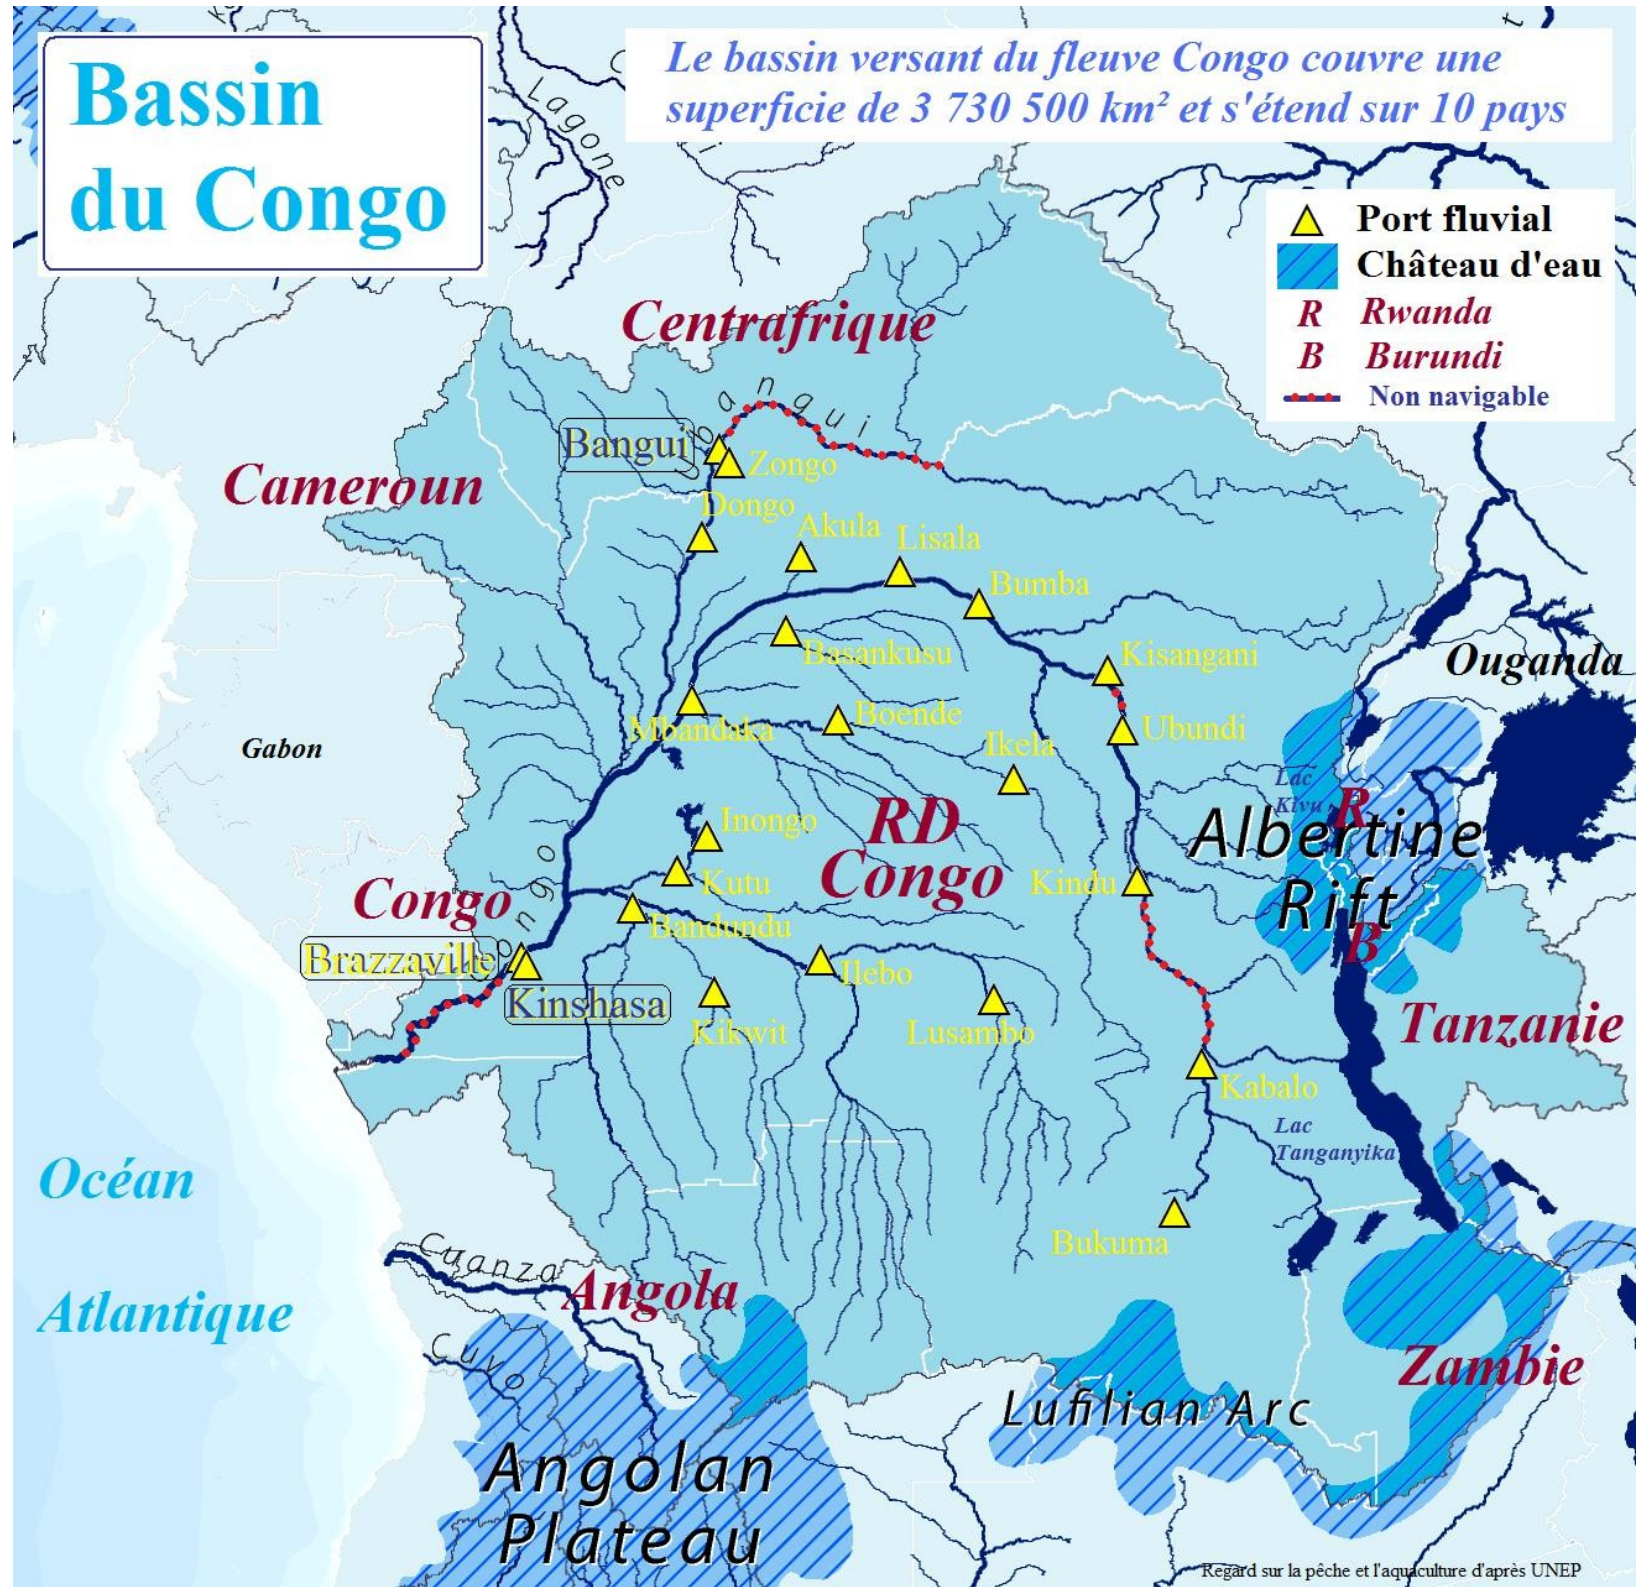 Bassin
du Congo
Le bassin versant du fleuve Congo couvre une
superficie de 3 730 500 km² et s'étend sur 10 pays
Port fluvial
Château d'eau
R Rwanda
B Burundi
Non navigable
Lagone
Centrafrique
Ubangui
Bangui
Zongo
Cameroun
Dongo
Akula
Lisala
Bumba
Basankusu
Kisangani
Ouganda
Mbandaka
Boende
Ubundi
Gabon
Ikela
Lac
Kivu
R
Inongo
RD
Congo
Albertine
Rift
Kutu
Kindu
Congo
Congo
Bandundu
B
Brazzaville
Ilebo
Kinshasa
Kikwit
Lusambo
Tanzanie
Kabalo
Lac
Tanganyika
Océan
Atlantique
Bukuma
Cuanza
Angola
Cuvo
Zambie
Lufilian Arc
Angolan
Plateau
Regard sur la pêche et l'aquaculture d'après UNEP